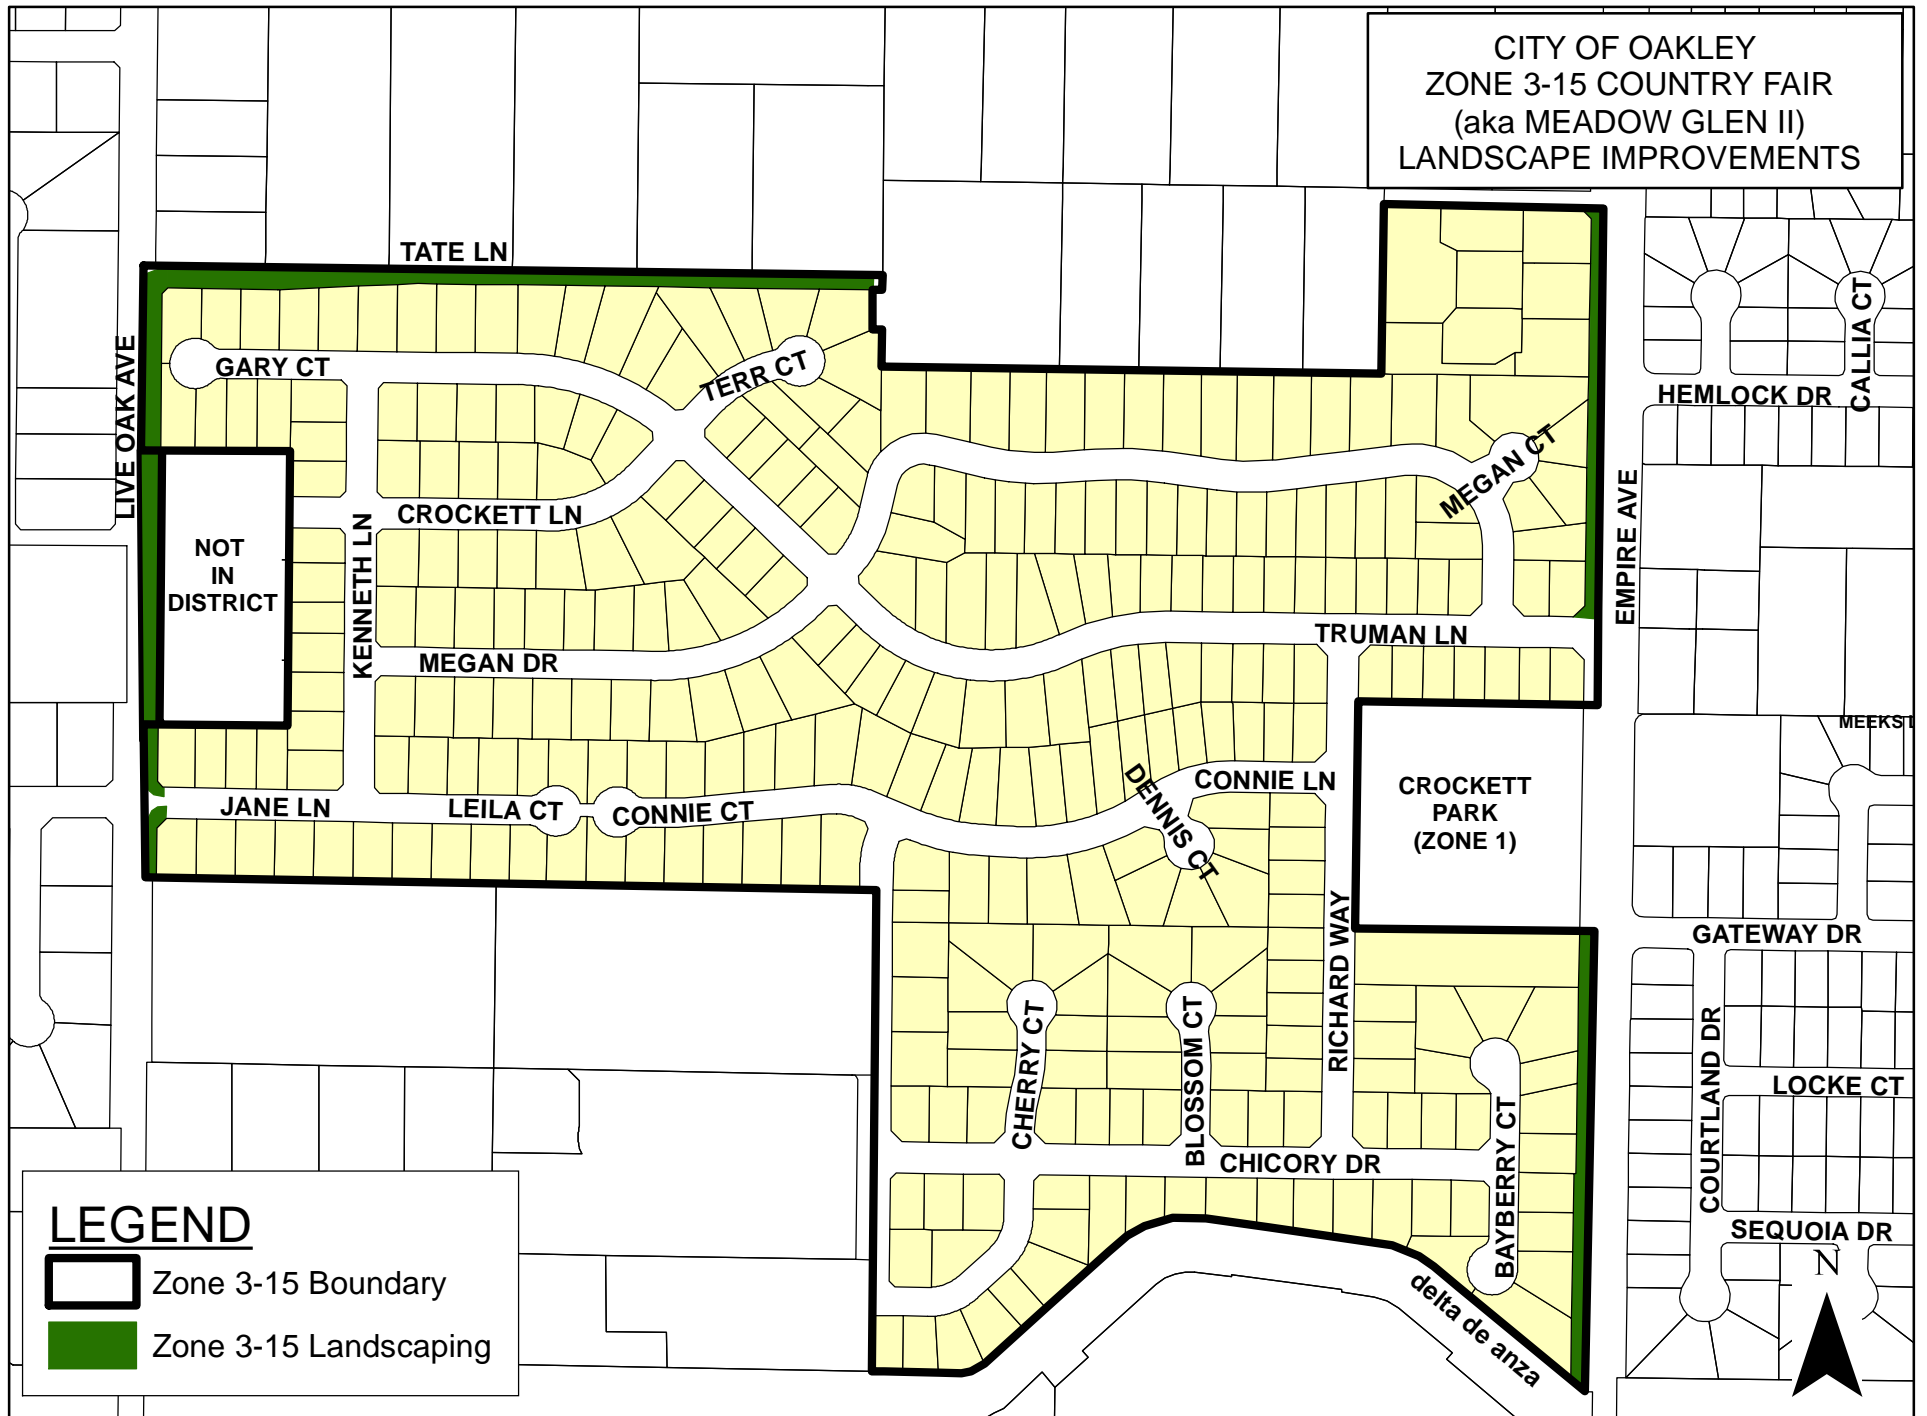 CITY OF OAKLEY
ZONE 3-15 COUNTRY FAIR
(aka MEADOW GLEN II)
LANDSCAPE IMPROVEMENTS
TATE LN
LIVE OAK AVE
GARY CT
TERR CT
CALLIA CT
HEMLOCK DR
MEGAN CT
EMPIRE AVE
CROCKETT LN
NOT
IN
DISTRICT
KENNETH LN
TRUMAN LN
MEGAN DR
MEEKS
CONNIE LN
DENNIS CT
CROCKETT
PARK
(ZONE 1)
JANE LN
LEILA CT
CONNIE CT
RICHARD WAY
GATEWAY DR
CHERRY CT
BLOSSOM CT
COURTLAND DR
LOCKE CT
BAYBERRY CT
CHICORY DR
SEQUOIA DR
N
delta de anza
LEGEND
Zone 3-15 Boundary
Zone 3-15 Landscaping